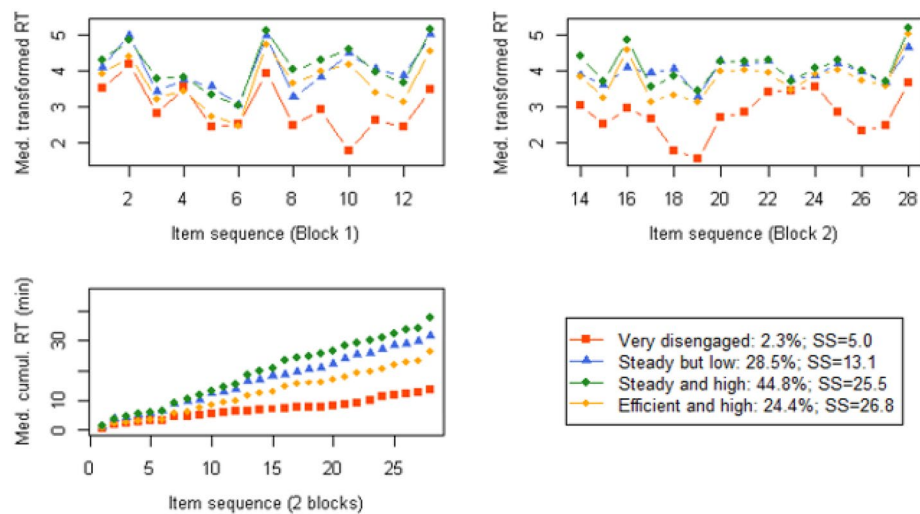 Med. transformed RT
5
4
3
2
2 4 6 8 10 12
Item sequence (Block 1)
Med. transformed RT
5
4
3
2
14 16 18 20 22 24 26 28
Item sequence (Block 2)
Med. cumul. RT (min)
30
10
0
0 5 10 15 20 25
Item sequence (2 blocks)
Very disengaged: 2.3%; SS=5.0
Steady but low: 28.5%; SS=13.1
Steady and high: 44.8%; SS=25.5
Efficient and high: 24.4%; SS=26.8